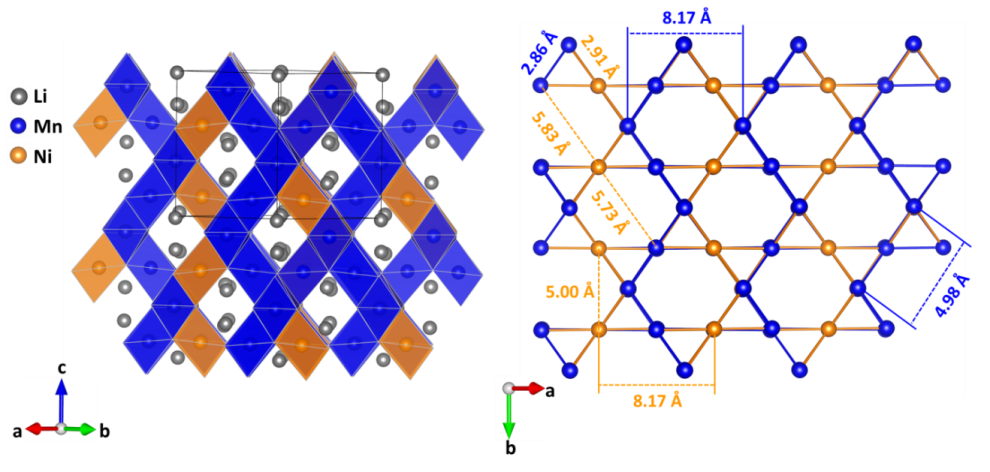 Li
Mn
Ni
c
a
b
8.17 Å
2.86 Å
2.91 Å
5.83 Å
5.73 Å
5.00 Å
4.98 Å
8.17 Å
a
b